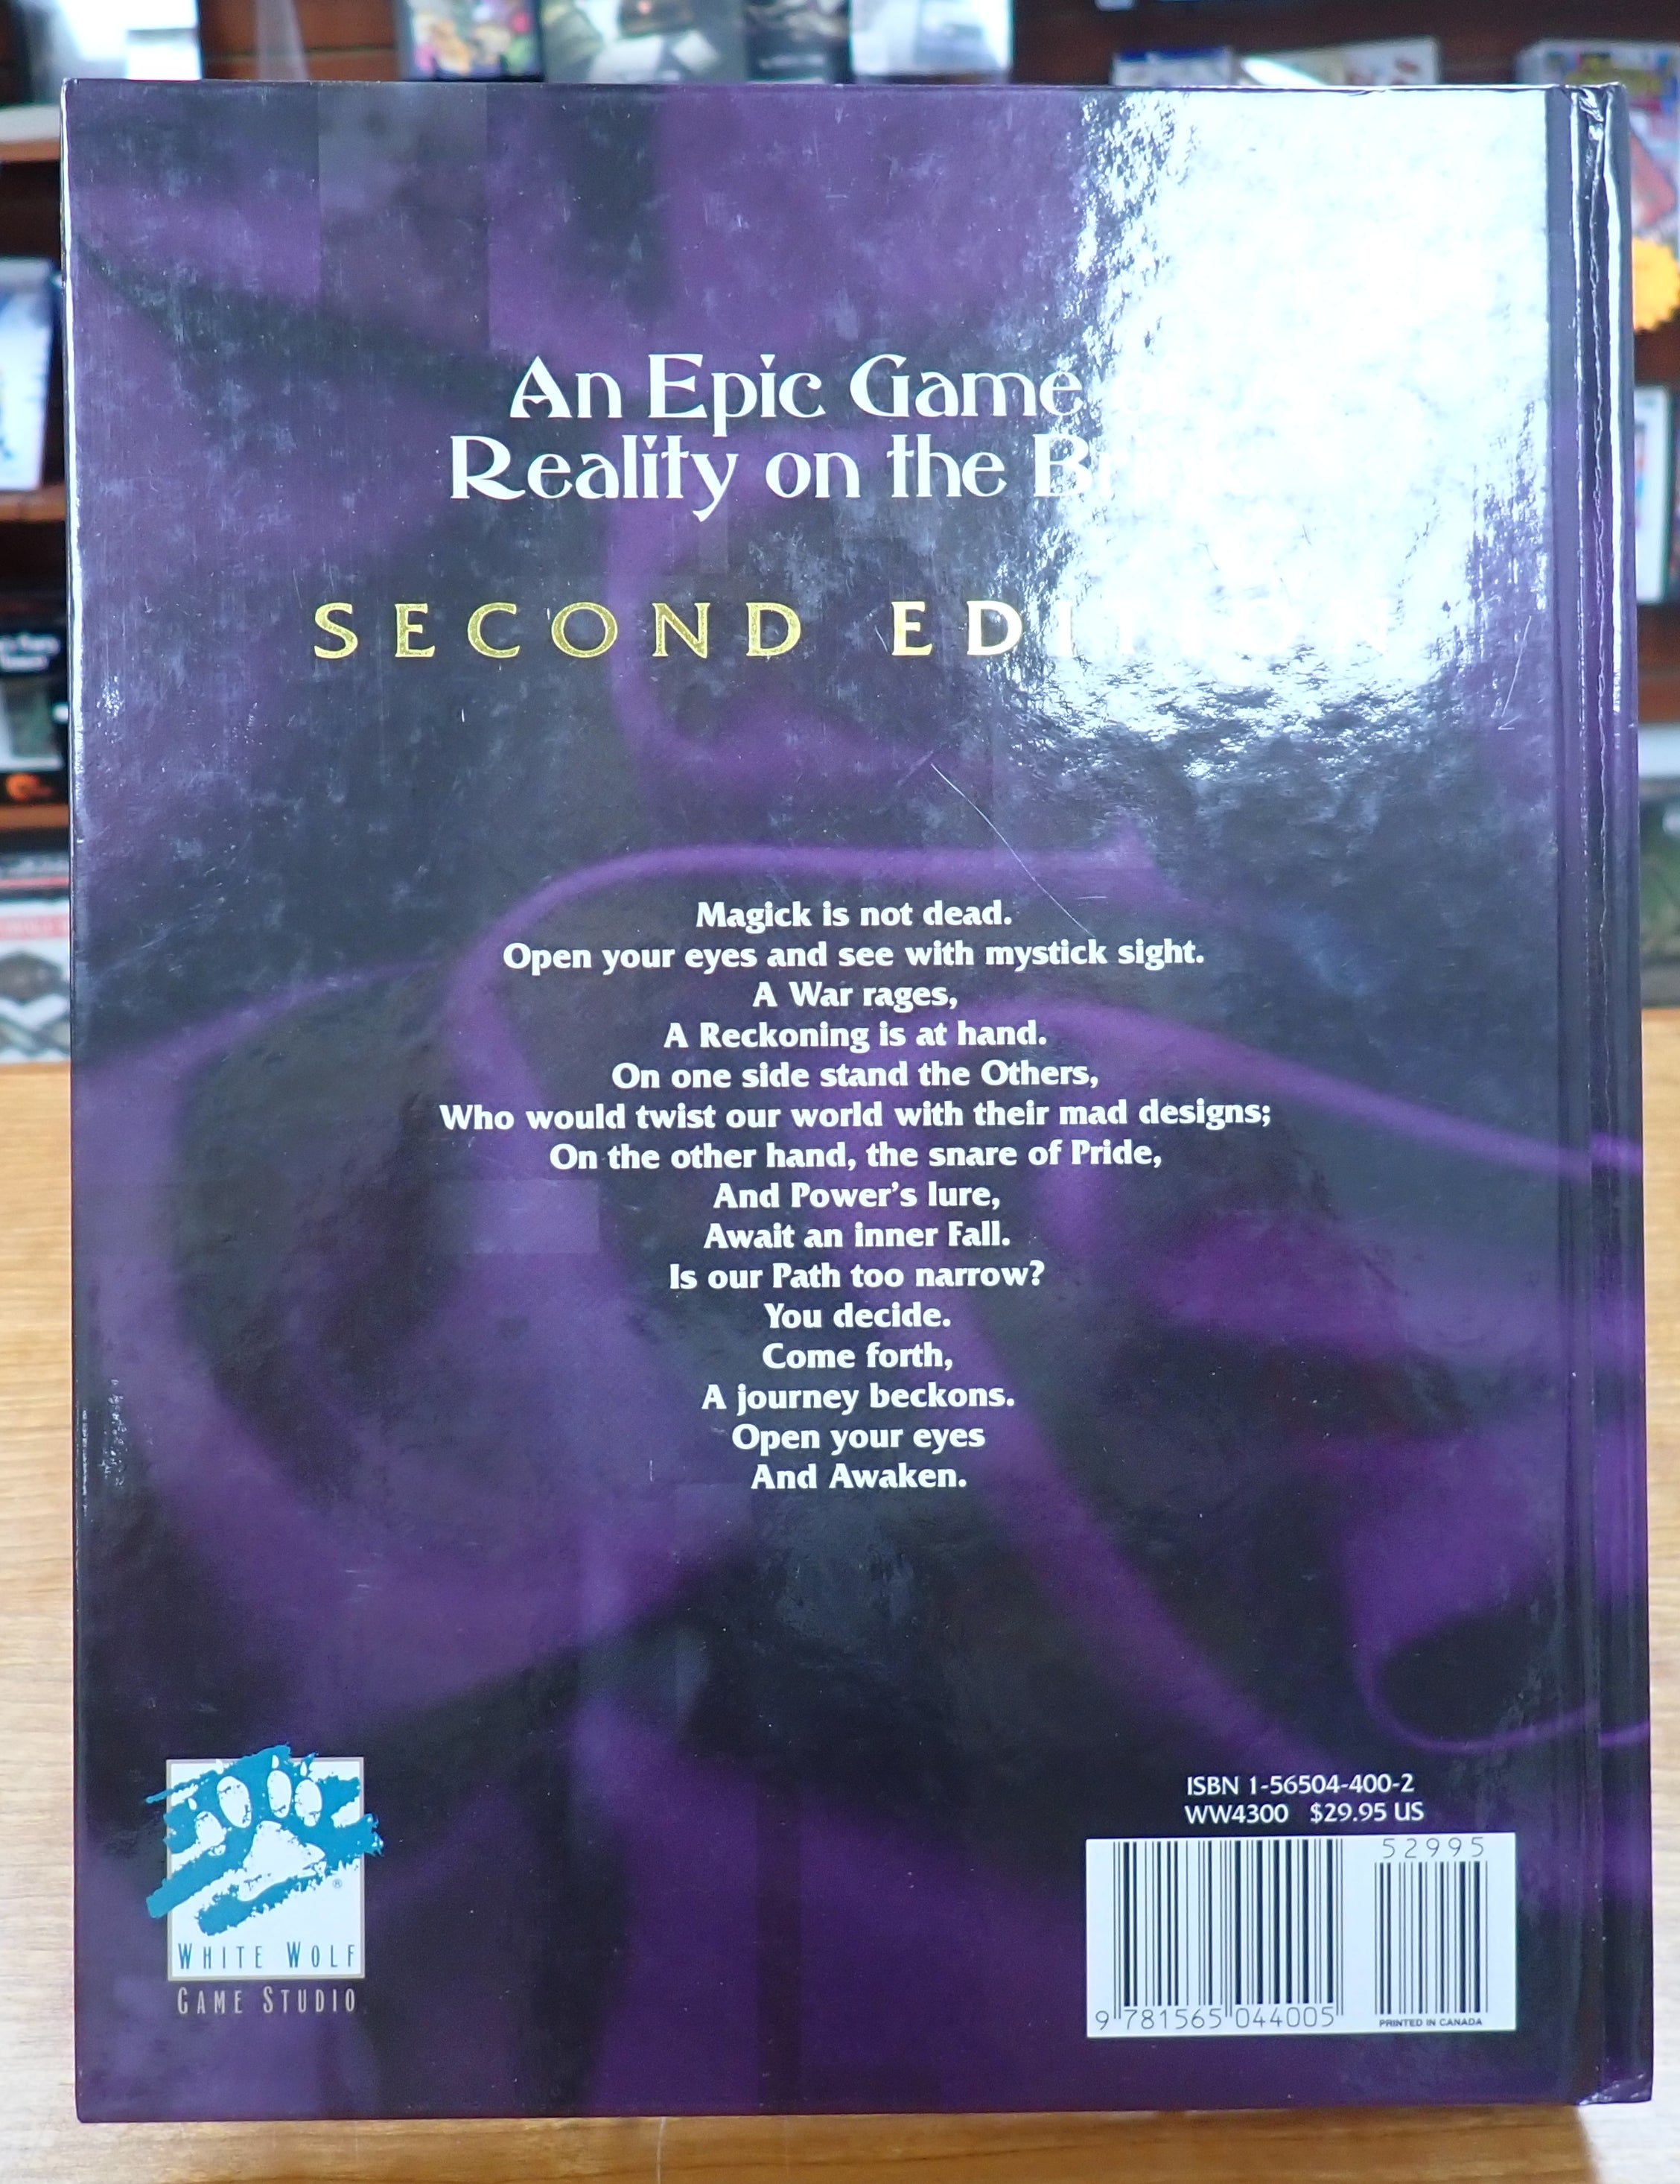 An Epic Game
Reality on the
SECOND EDITION
Magick is not dead.
Open your eyes and see with mystick sight.
A War rages,
A Reckoning is at hand.
On one side stand the Others,
Who would twist our world with their mad designs;
On the other hand, the snare of Pride,
And Power's lure,
Await an inner Fall.
Is our Path too narrow?
You decide.
Come forth,
A journey beckons.
Open your eyes
And Awaken.
ISBN 1-56504-400-2
WW4300 $29.95 US
52995
9 781565 044005
PRINTED IN CANADA
®
WHITE WOLF
GAME STUDIO